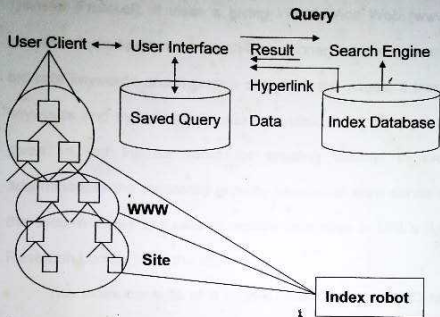 Query
User Client
User Interface
Result
Search Engine
Hyperlink
Saved Query
Data
Index Database
WWW
Site
Index robot